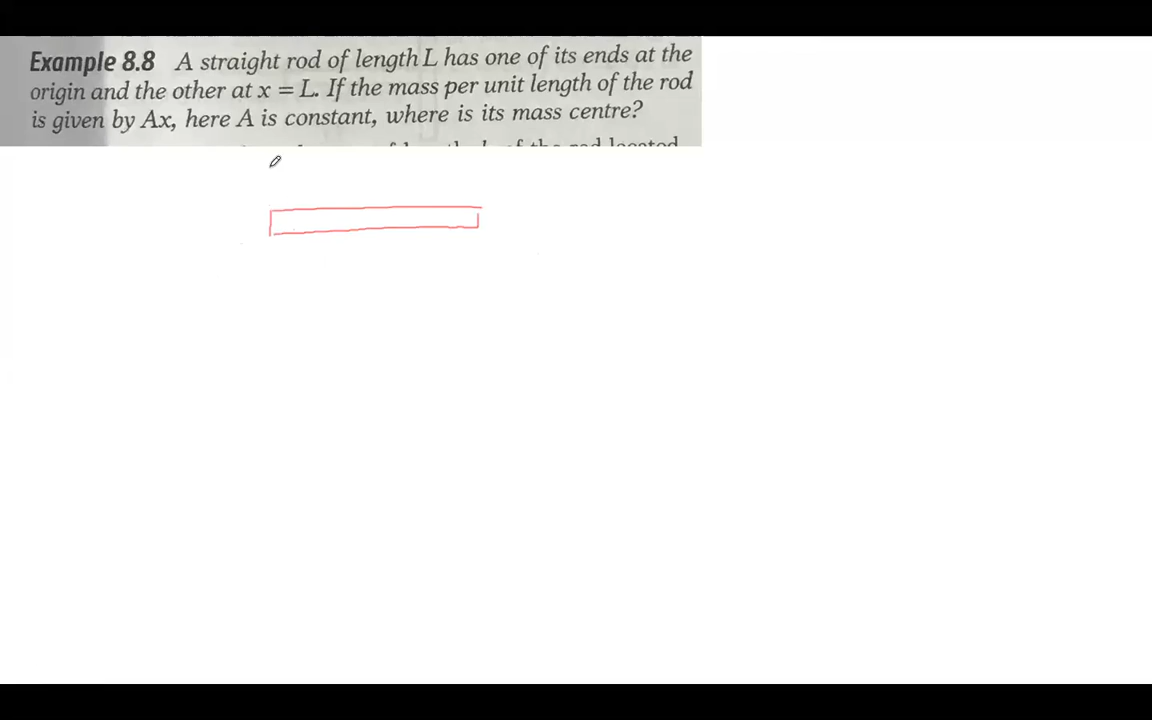 Example 8.8 A straight rod of length L has one of its ends at the
origin and the other at x = L. If the mass per unit length of the rod
is given by Ax, here A is constant, where is its mass centre?